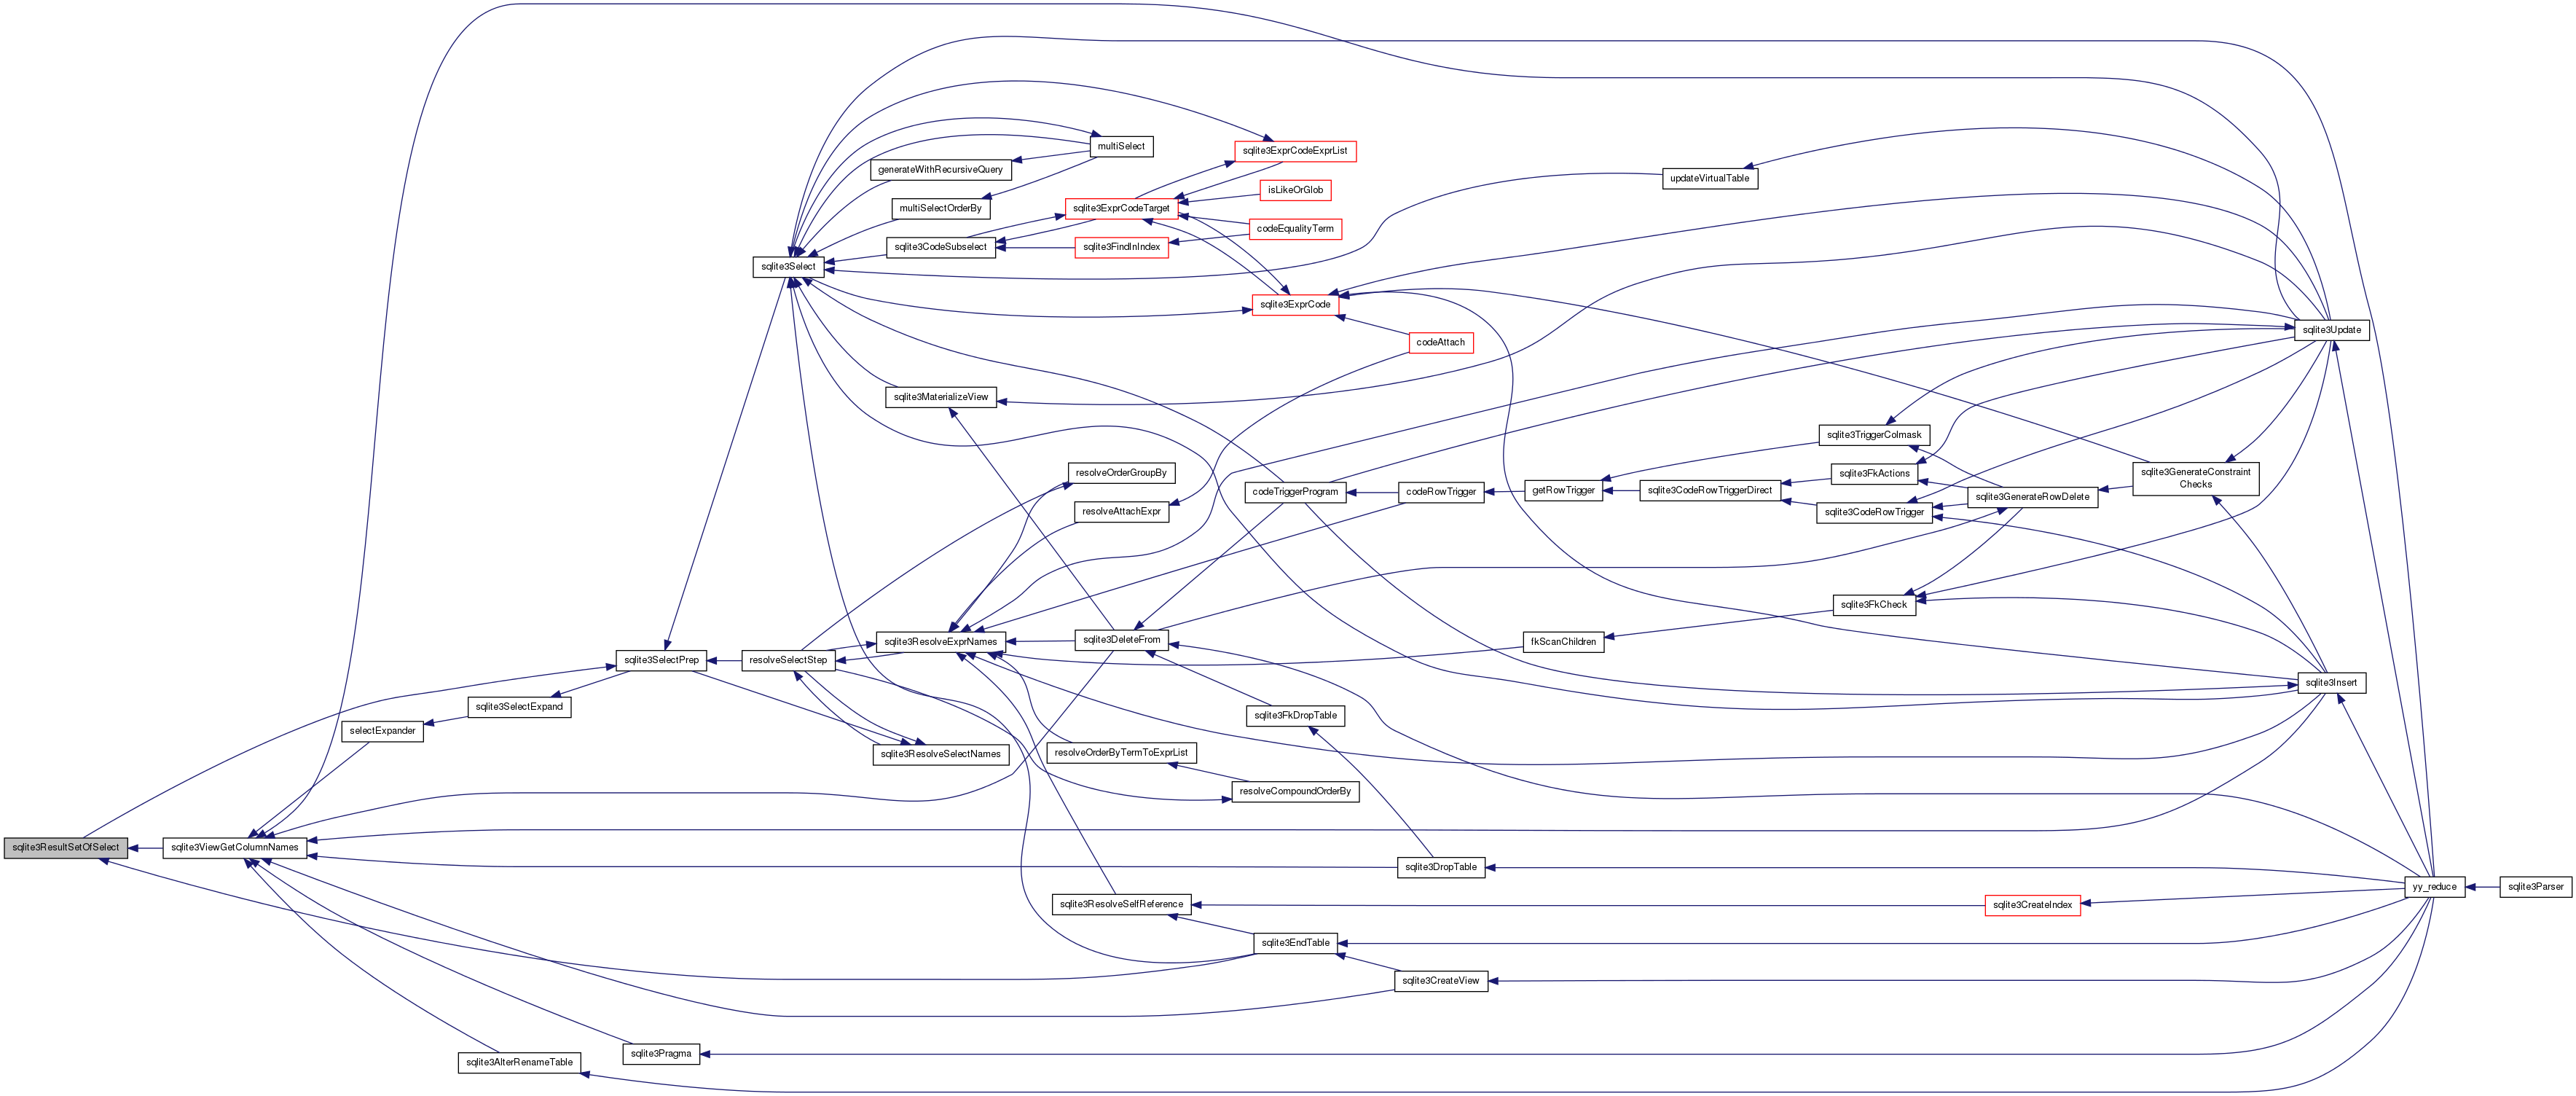 multiSelect
sqlite3ExprCodeExprList
generateWithRecursiveQuery
updateVirtualTable
isLikeOrGlob
multiSelectOrderBy
sqlite3ExprCodeTarget
codeEqualityTerm
sqlite3CodeSubselect
sqlite3FindInIndex
sqlite3Select
sqlite3ExprCode
sqlite3Update
codeAttach
sqlite3MaterializeView
sqlite3TriggerColmask
resolveOrderGroupBy
sqlite3FkActions
sqlite3GenerateConstraint
Checks
codeTriggerProgram
codeRowTrigger
getRowTrigger
sqlite3CodeRowTriggerDirect
sqlite3GenerateRowDelete
resolveAttachExpr
sqlite3CodeRowTrigger
sqlite3FkCheck
sqlite3ResolveExprNames
sqlite3DeleteFrom
fkScanChildren
sqlite3SelectPrep
resolveSelectStep
sqlite3Insert
sqlite3SelectExpand
sqlite3FkDropTable
selectExpander
sqlite3ResolveSelectNames
resolveOrderByTermToExprList
resolveCompoundOrderBy
sqlite3ResultSetOfSelect
sqlite3ViewGetColumnNames
sqlite3DropTable
yy_reduce
sqlite3Parser
sqlite3ResolveSelfReference
sqlite3CreateIndex
sqlite3EndTable
sqlite3CreateView
sqlite3Pragma
sqlite3AlterRenameTable